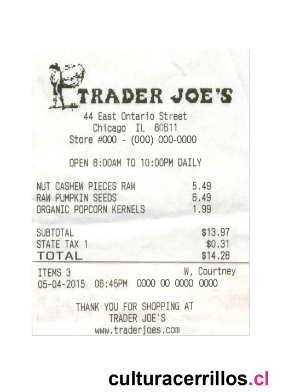 TRADER JOE'S
44 East Ontario Street
Chicago IL 60611
Store #000 - (000) 000-0000
OPEN 8:00AM TO 10:00PM DAILY
NUT CASHEW PIECES RAW 5.49
RAW PUMPKIN SEEDS 6.49
ORGANIC POPCORN KERNELS 1.99
SUBTOTAL $13.97
STATE TAX 1 $0.31
TOTAL $14.28
ITEMS 3 W, Courtney
05-04-2015 06:45PM 0000 00 0000 0000
THANK YOU FOR SHOPPING AT
TRADER JOE'S
www.traderjoes.com
culturacerrillos.cl